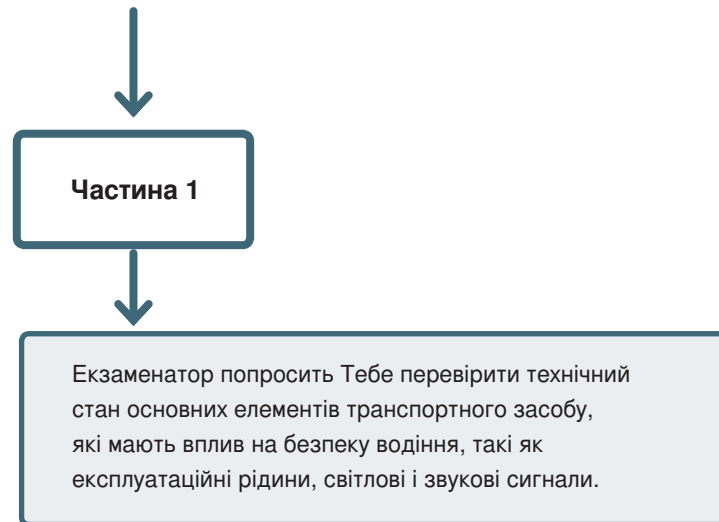 Частина 1
Екзаменатор попросить Тебе перевірити технічний
стан основних елементів транспортного засобу,
які мають вплив на безпеку водіння, такі як
експлуатаційні рідини, світлові і звукові сигнали.